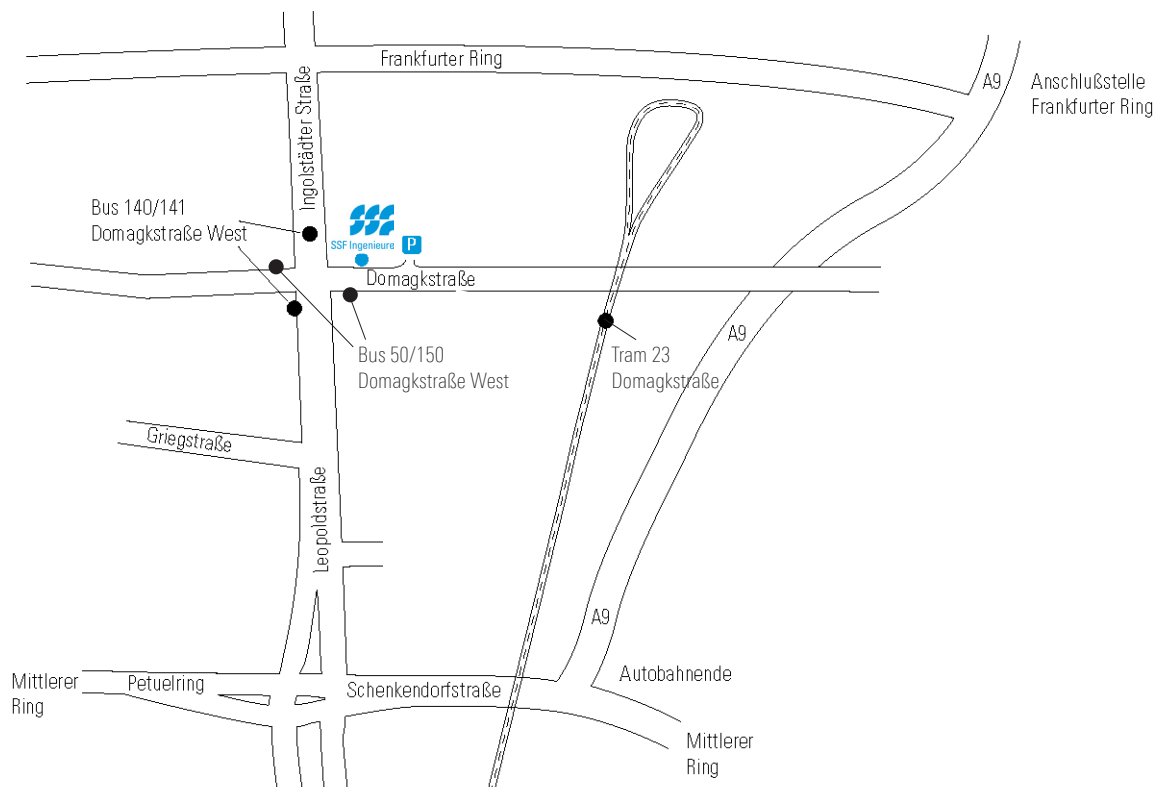 Frankfurter Ring
A9
Anschlußstelle
Frankfurter Ring
Ingolstädter Straße
Bus 140/141
Domagkstraße West
SSF Ingenieure
P
Domagkstraße
Bus 50/150
Domagkstraße West
Tram 23
Domagkstraße
A9
Griegstraße
Leopoldstraße
A9
Autobahnende
Mittlerer
Ring
Petuelring
Schenkendorfstraße
Mittlerer
Ring